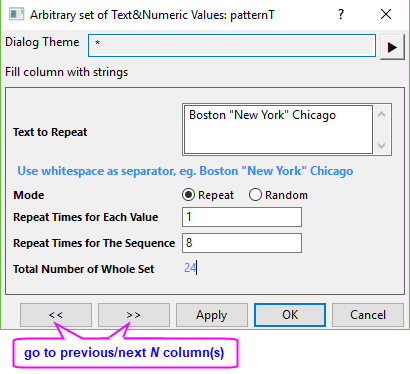 Arbitrary set of Text&Numeric Values: patternT
Dialog Theme *
Fill column with strings
Text to Repeat
Boston "New York" Chicago
Use whitespace as separator, eg. Boston "New York" Chicago
Mode Repeat Random
Repeat Times for Each Value 1
Repeat Times for The Sequence 8
Total Number of Whole Set 24
<< >> Apply OK Cancel
go to previous/next N column(s)